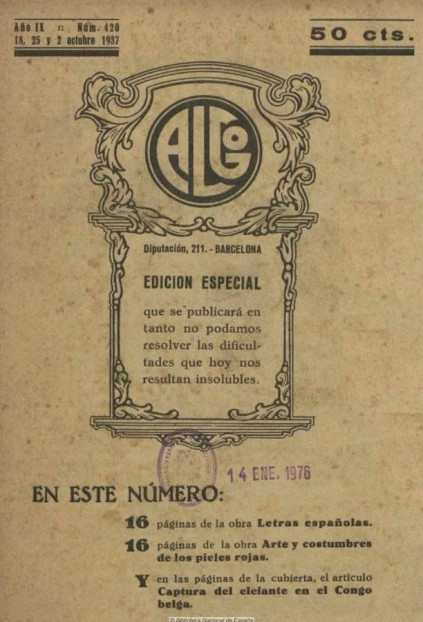 Año IX :: Núm. 420
18, 25 y 2 octubre 1937
50 cts.
ALGO
Diputación, 211. - BARCELONA
EDICION ESPECIAL
que se publicará en
tanto no podamos
resolver las dificul-
tades que hoy nos
resultan insolubles.
14 ENE. 1976
EN ESTE NÚMERO:
16 páginas de la obra Letras españolas.
16 páginas de la obra Arte y costumbres
de los pieles rojas.
Y en las páginas de la cubierta, el artículo
Captura del elefante en el Congo
belga.
© Biblioteca Nacional de España